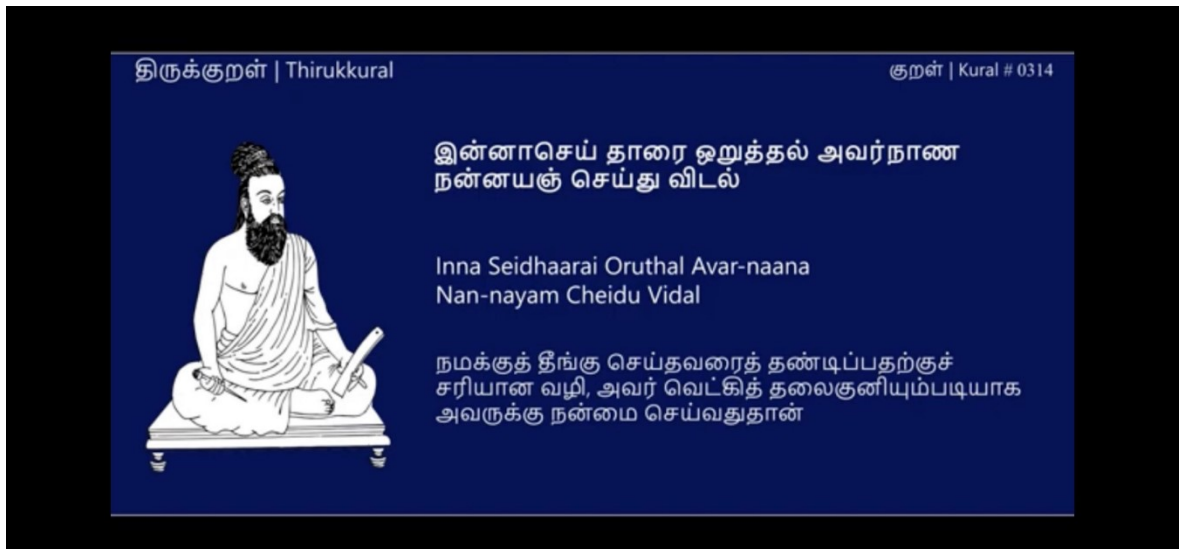 திருக்குறள் | Thirukkural
குறள் | Kural # 0314
இன்னாசெய் தாரை ஒறுத்தல் அவர்நாண
நன்னயஞ் செய்து விடல்
Inna Seidhaarai Oruthal Avar-naana
Nan-nayam Cheidu Vidal
நமக்குத் தீங்கு செய்தவரைத் தண்டிப்பதற்குச்
சரியான வழி, அவர் வெட்கித் தலைகுனியும்படியாக
அவருக்கு நன்மை செய்வதுதான்